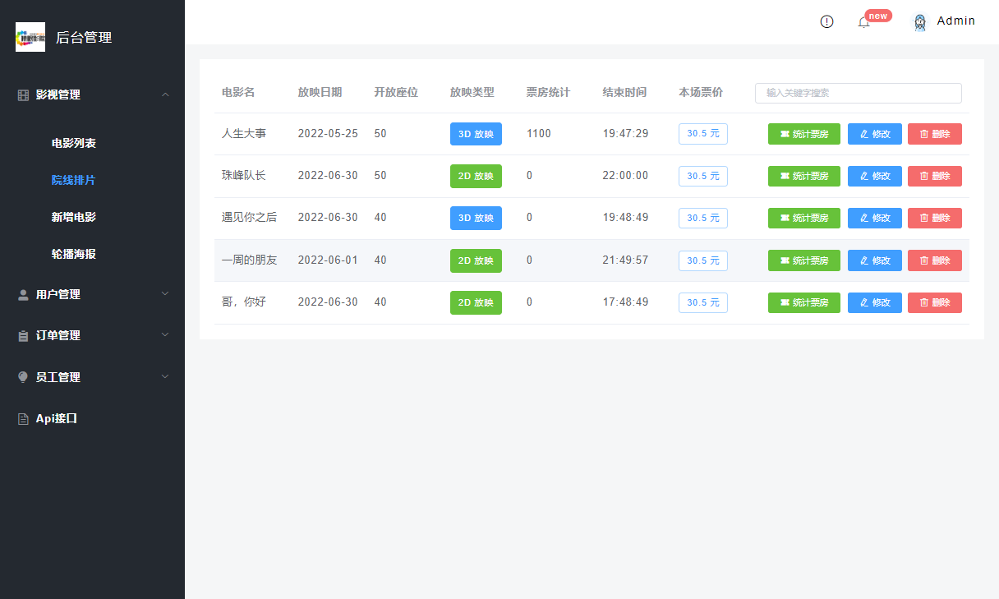 后台管理
new
Admin
影视管理
电影列表
院线排片
新增电影
轮播海报
用户管理
订单管理
员工管理
Api接口
电影名 放映日期 开放座位 放映类型 票房统计 结束时间 本场票价 输入关键字搜索
人生大事 2022-05-25 50 3D 放映 1100 19:47:29 30.5 元 统计票房 修改 删除
珠峰队长 2022-06-30 50 2D 放映 0 22:00:00 30.5 元 统计票房 修改 删除
遇见你之后 2022-06-30 40 3D 放映 0 19:48:49 30.5 元 统计票房 修改 删除
一周的朋友 2022-06-01 40 2D 放映 0 21:49:57 30.5 元 统计票房 修改 删除
哥，你好 2022-06-30 40 2D 放映 0 17:48:49 30.5 元 统计票房 修改 删除